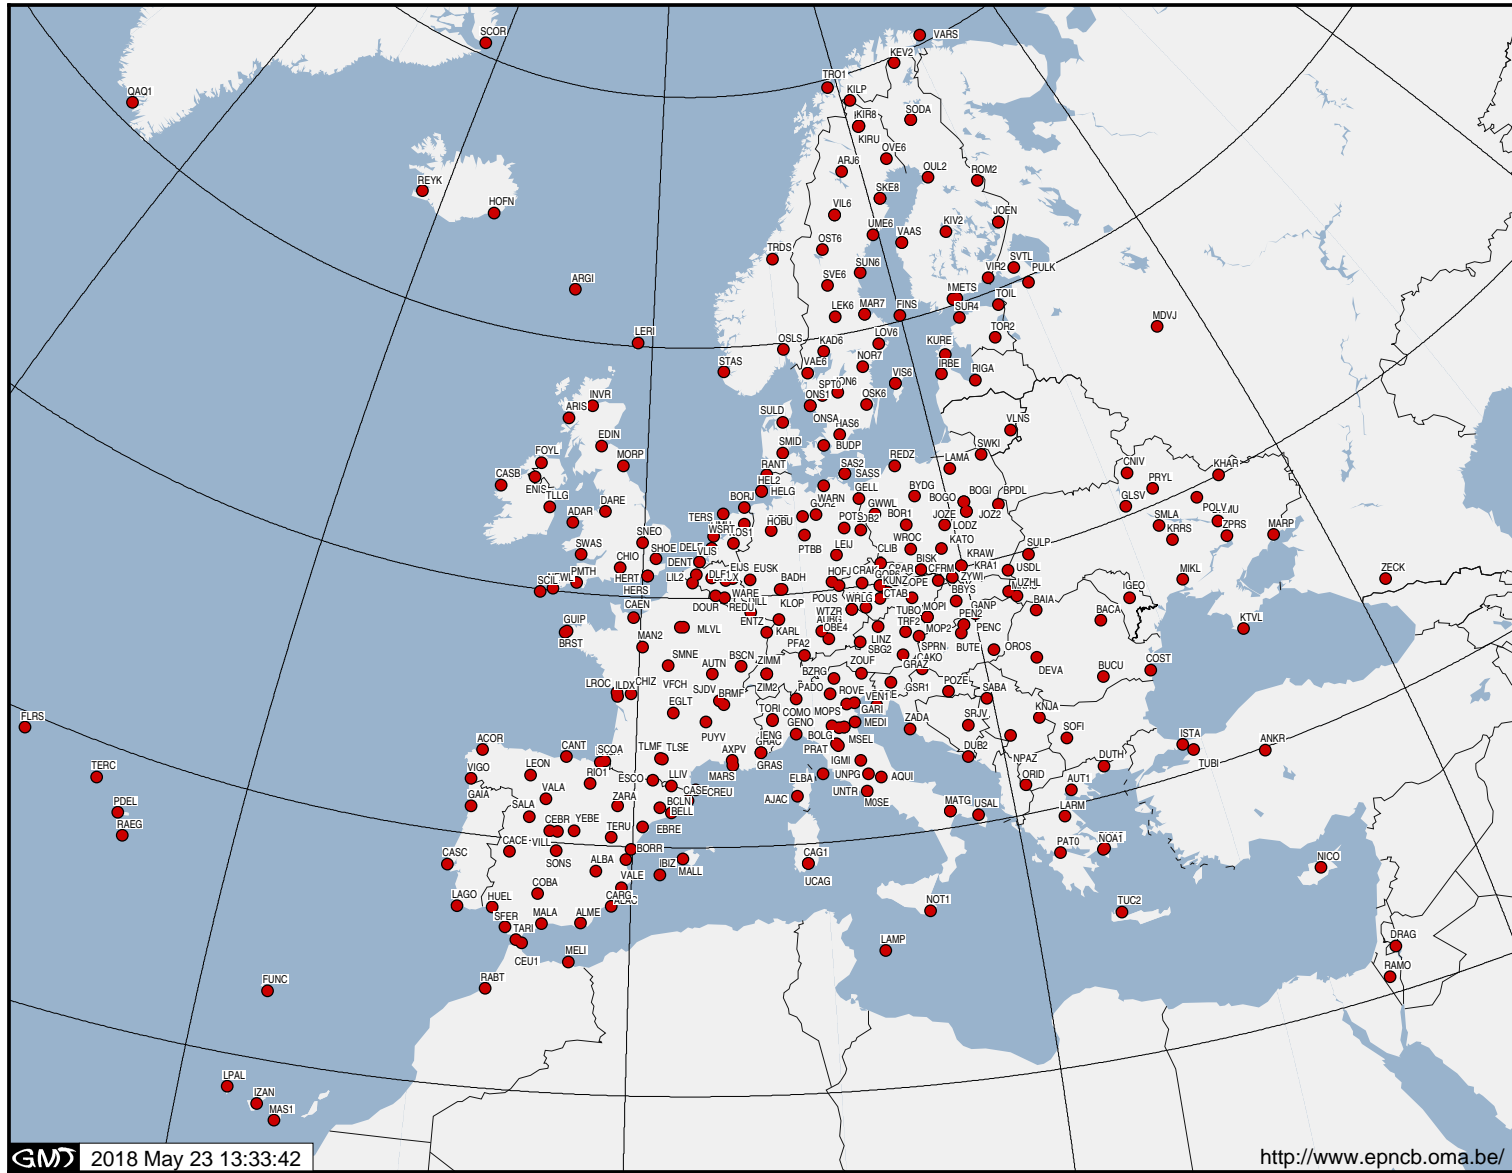 SCOR
VARS
KEV2
QAQ1
TRO1
KILP
KIR8
SODA
KIRU
OVE6
ARJ6
OUL2
ROM2
REYK
SKE8
HOFN
VIL6
JOEN
UME6
KIV2
VAAS
TRDS
OST6
SUN6
SVTL
VIR2
PULK
ARGI
SVE6
METS
TOIL
LEK6
MAR7
FINS
SUR4
MDVJ
LERI
OSLS
KAD6
LOV6
TOR2
KURE
STAS
VAE6
NOR7
IRBE
RIGA
SPT0
VIS6
INVR
ONS1
OSK6
ARIS
SULD
ONSA
HAS6
VLNS
EDIN
BUDP
SMID
SWKI
FOYL
MORP
RANT
SAS2
SASS
REDZ
LAMA
CNIV
KHAR
CASB
ENIS
HEL2
HELG
WARN
GELL
BYDG
BOGI
BPDL
PRYL
TLLG
DARE
BORJ
GWWL
BOGO
GLSV
POLV
ADAR
TERS
HOBU
POTS
BOR1
JOZE
JOZ2
LODZ
SMLA
ZPRS
MARP
KRRS
SNEO
WSRT
PTBB
LEIJ
WROC
KATO
SWAS
SHOE
VLIS
CLIB
KRAW
SULP
CHIO
DENT
EUSK
HOFJ
BISK
CFRM
KRA1
USDL
MIKL
ZECK
SCIL
PMTH
HERT
LIL2
DLF1
BADH
KUNZ
ZYWI
HERS
WARE
POUS
CTAB
BBYS
IGEO
CAEN
DOUR
REDU
KLOP
WTZR
TUBO
MOPI
GANP
BAIA
BACA
KTVL
GUIP
ENTZ
KARL
TRF2
PEN2
PENC
BRST
MAN2
MLVL
PFA2
OBE4
LINZ
MOP2
SBG2
SPRN
BUTE
OROS
SMNE
AUTN
BSCN
ZIMM
BZRG
ZOUF
GRAZ
CAKO
DEVA
COST
LROC
ILDX
CHIZ
VFCH
SJDV
BRMF
ZIM2
PADO
ROVE
VEN1
GSR1
POZE
SABA
BUCU
FLRS
EGLT
TORI
COMO
MOPS
GARI
ZADA
SRJV
KNJA
ACOR
CANT
PUYV
IENG
GENO
BOLG
MEDI
SOFI
ISTA
ANKR
SCOA
TLMF
TLSE
AXPV
GRAS
PRAT
MSEL
DUB2
NPAZ
DUTH
TUBI
TERC
VIGO
LEON
RIO1
ESCO
LLIV
MARS
IGMI
ORID
AUT1
ELBA
UNPG
AQUI
PDEL
GAIA
SALA
VALA
ZARA
BCLN
CREU
AJAC
UNTR
MOSE
MATG
USAL
LARM
RAEG
CEBR
YEBE
TERU
BELL
EBRE
CASC
CACE
VILL
SONS
BORR
CAG1
PAT0
NOA1
ALBA
IBIZ
MALL
UCAG
NICO
VALE
LAGO
HUEL
COBA
CARG
NOT1
TUC2
SFER
MALA
ALME
TARI
DRAG
MELI
LAMP
CEU1
RABT
RAMO
FUNC
LPAL
IZAN
MAS1
GMT
2018 May 23 13:33:42
http://www.epncb.oma.be/